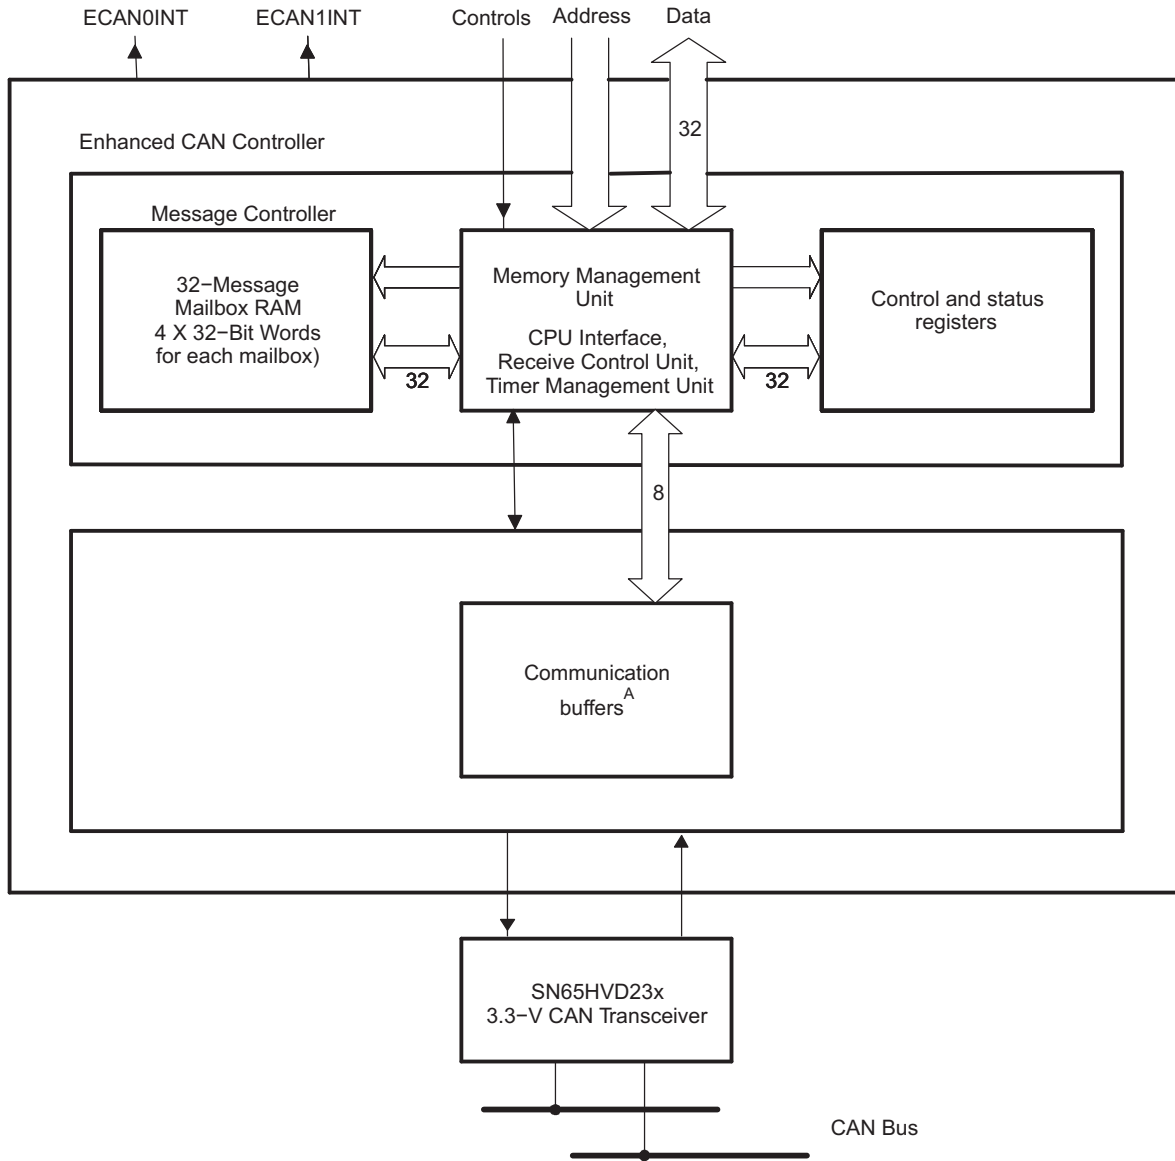 ECAN0INT
ECAN1INT
Controls
Address
Data
32
Enhanced CAN Controller
Message Controller
32−Message
Mailbox RAM
4 X 32−Bit Words
for each mailbox)
Memory Management
Unit
CPU Interface,
Receive Control Unit,
Timer Management Unit
Control and status
registers
32
32
8
Communication
buffers A
SN65HVD23x
3.3−V CAN Transceiver
CAN Bus